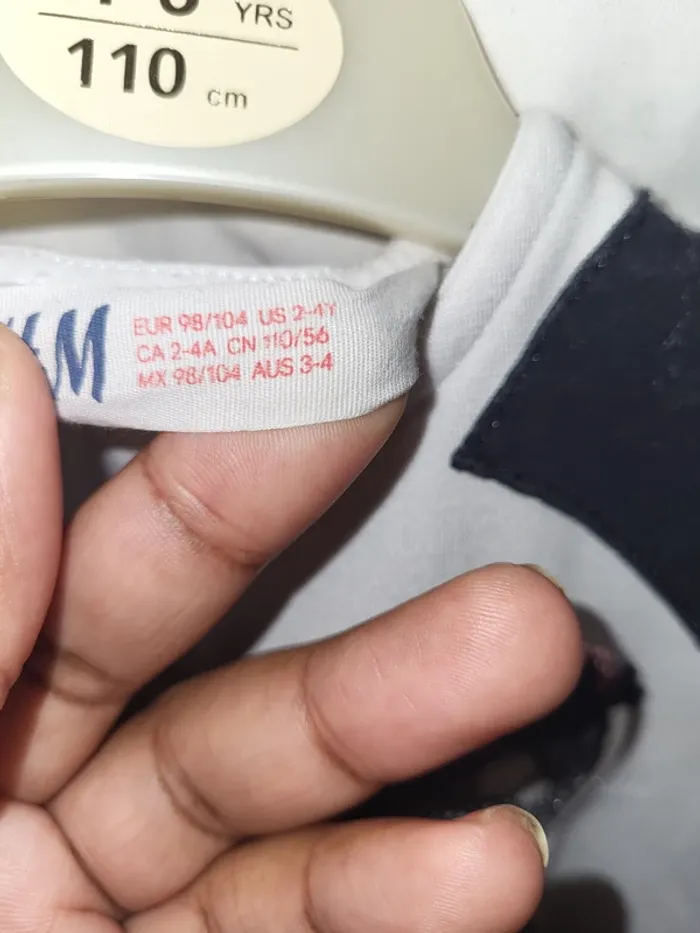 YRS
110 cm
EUR 98/104 US 2-4Y
CA 2-4A CN 110/56
MX 98/104 AUS 3-4